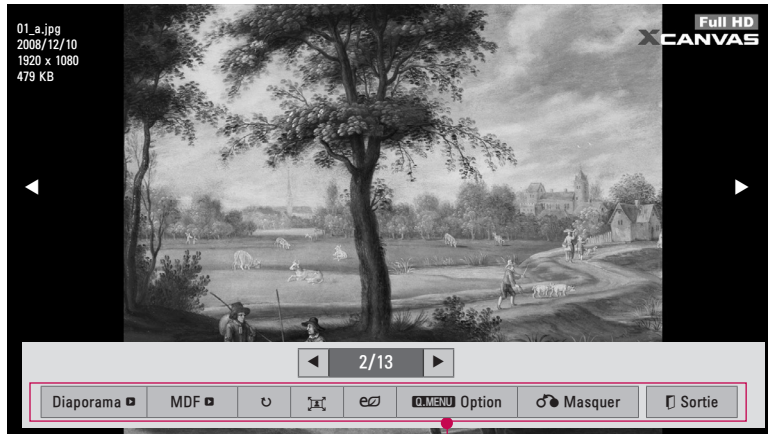 01_a.jpg
2008/12/10
1920 x 1080
479 KB
Full HD
XCANVAS
2/13
Diaporama
MDF
Q.MENU Option
Masquer
Sortie